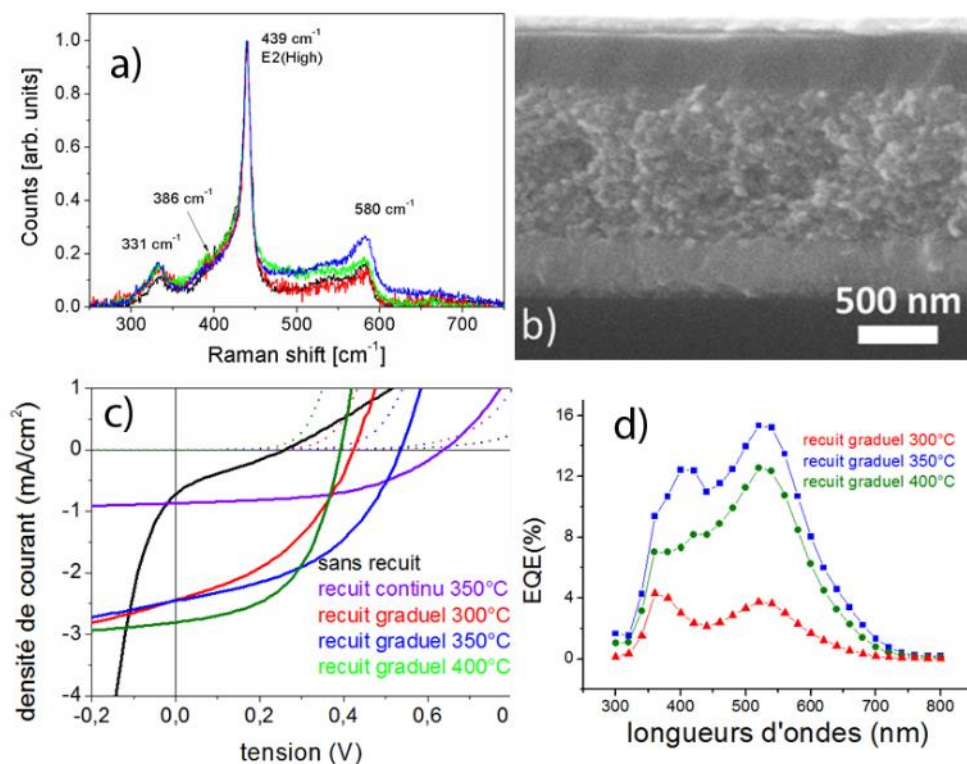 a)
439 cm⁻¹
E2(High)
386 cm⁻¹
331 cm⁻¹
580 cm⁻¹
Counts [arb. units]
1.0
0.8
0.6
0.4
0.2
0.0
300 400 500 600 700
Raman shift [cm⁻¹]
b)
500 nm
c)
densité de courant (mA/cm²)
1
0
-1
-2
-3
-4
sans recuit
recuit continu 350°C
recuit graduel 300°C
recuit graduel 350°C
recuit graduel 400°C
-0,2 0,0 0,2 0,4 0,6 0
tension (V)
d)
EQE(%)
16
12
8
4
0
recuit graduel 300°C
recuit graduel 350°C
recuit graduel 400°C
300 400 500 600 700 800
longueurs d'ondes (nm)